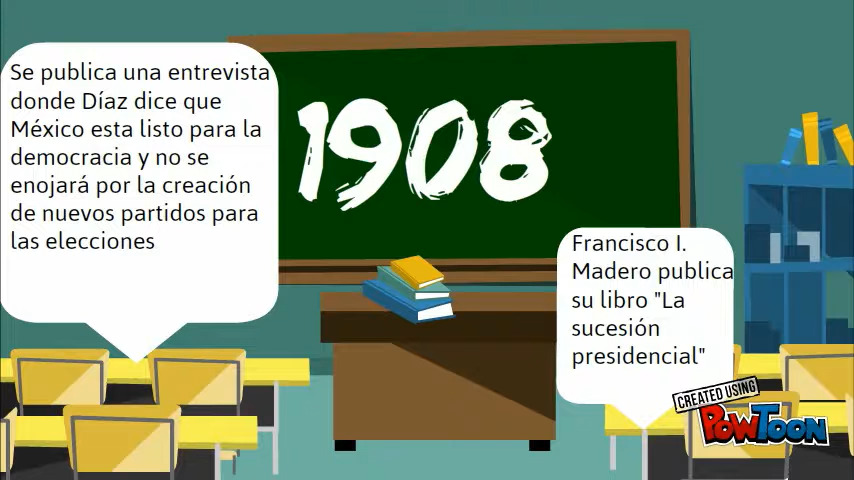 1908
Se publica una entrevista
donde Díaz dice que
México esta listo para la
democracia y no se
enojará por la creación
de nuevos partidos para
las elecciones
Francisco I.
Madero publica
su libro "La
sucesión
presidencial"
CREATED USING
POWTOON